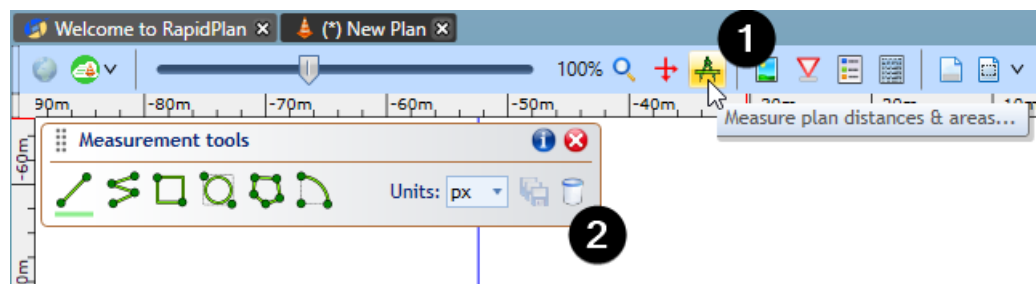 Welcome to RapidPlan (*) New Plan
1
100%
90m -80m -70m -60m -50m -40m
Measure plan distances & areas...
-60m
Measurement tools
Units: px
2